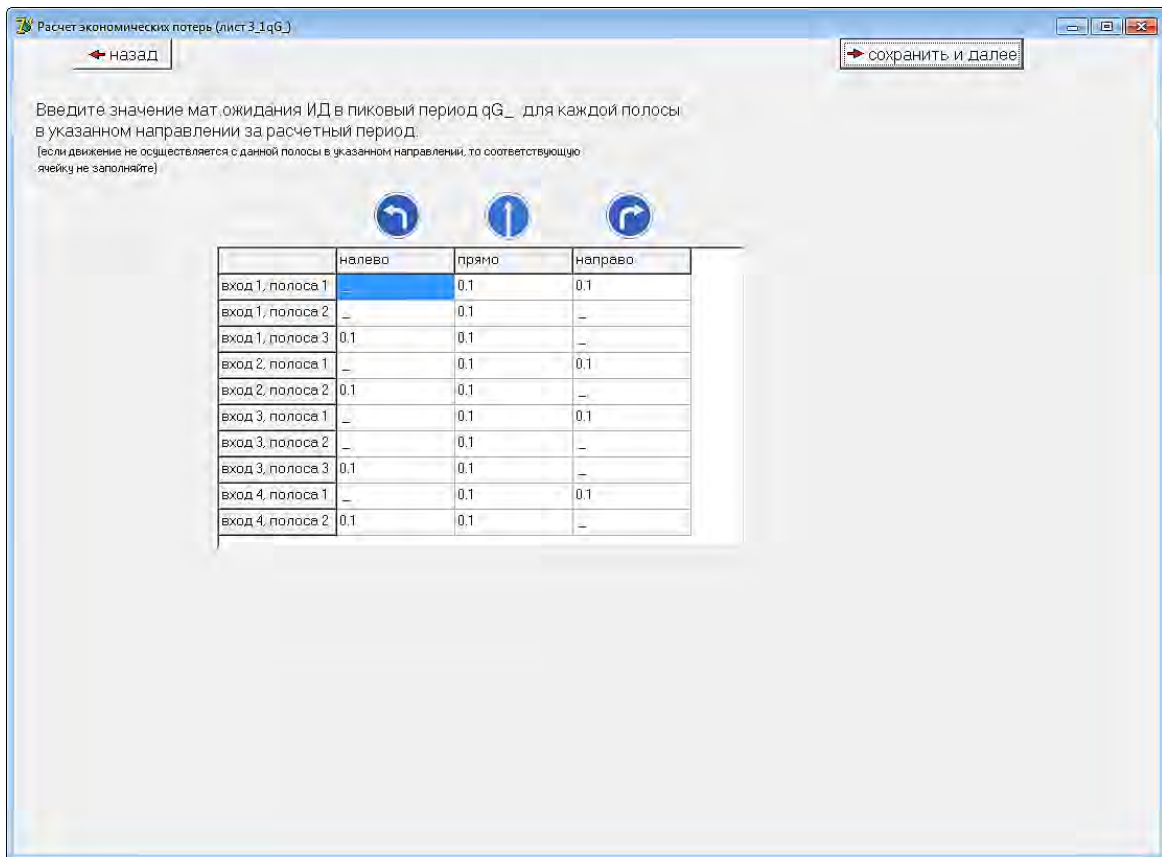 Расчет экономических потерь (лист 3_1qG_)
назад
сохранить и далее
Введите значение мат.ожидания ИД в пиковый период qG_ для каждой полосы
в указанном направлении за расчетный период.
(если движение не осуществляется с данной полосы в указанном направлении, то соответствующую
ячейку не заполняйте)
налево прямо направо
вход 1, полоса 1 _ 0.1 0.1
вход 1, полоса 2 _ 0.1 _
вход 1, полоса 3 0.1 0.1 _
вход 2, полоса 1 _ 0.1 0.1
вход 2, полоса 2 0.1 0.1 _
вход 3, полоса 1 _ 0.1 0.1
вход 3, полоса 2 _ 0.1 _
вход 3, полоса 3 0.1 0.1 _
вход 4, полоса 1 _ 0.1 0.1
вход 4, полоса 2 0.1 0.1 _